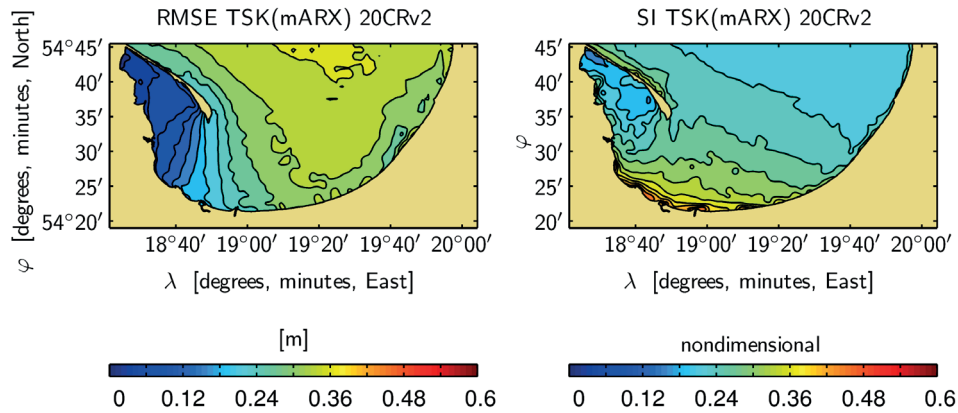 RMSE TSK(mARX) 20CRv2
φ [degrees, minutes, North]
54°45′
40′
35′
30′
25′
54°20′
18°40′ 19°00′ 19°20′ 19°40′ 20°00′
λ [degrees, minutes, East]
[m]
0 0.12 0.24 0.36 0.48 0.6
SI TSK(mARX) 20CRv2
φ
45′
40′
35′
30′
25′
20′
18°40′ 19°00′ 19°20′ 19°40′ 20°00′
λ [degrees, minutes, East]
nondimensional
0 0.12 0.24 0.36 0.48 0.6